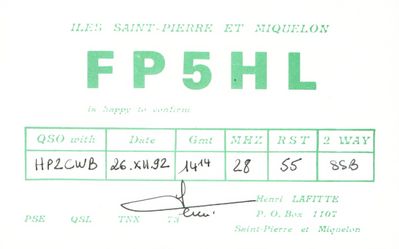 ILES SAINT-PIERRE ET MIQUELON
FP5HL
is happy to confirm
QSO with Date Gmt MHZ RST 2 WAY
HP2CWB 26.XII.92 1414 28 55 SSB
Henri LAFITTE
PSE QSL TNX 73 Henri P.O. Box 1107
Saint-Pierre et Miquelon